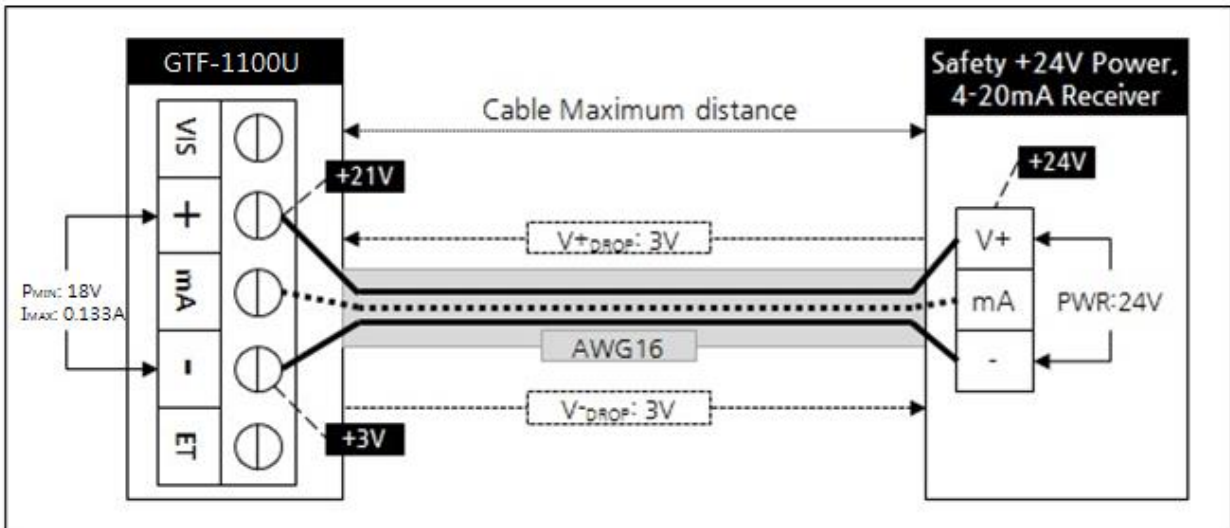 GTF-1100U
VIS
+
mA
-
ET
PMIN: 18V
IMAX: 0.133A
+21V
+3V
Cable Maximum distance
V+DROP: 3V
AWG16
V-DROP: 3V
Safety +24V Power,
4-20mA Receiver
+24V
V+
mA
-
PWR:24V